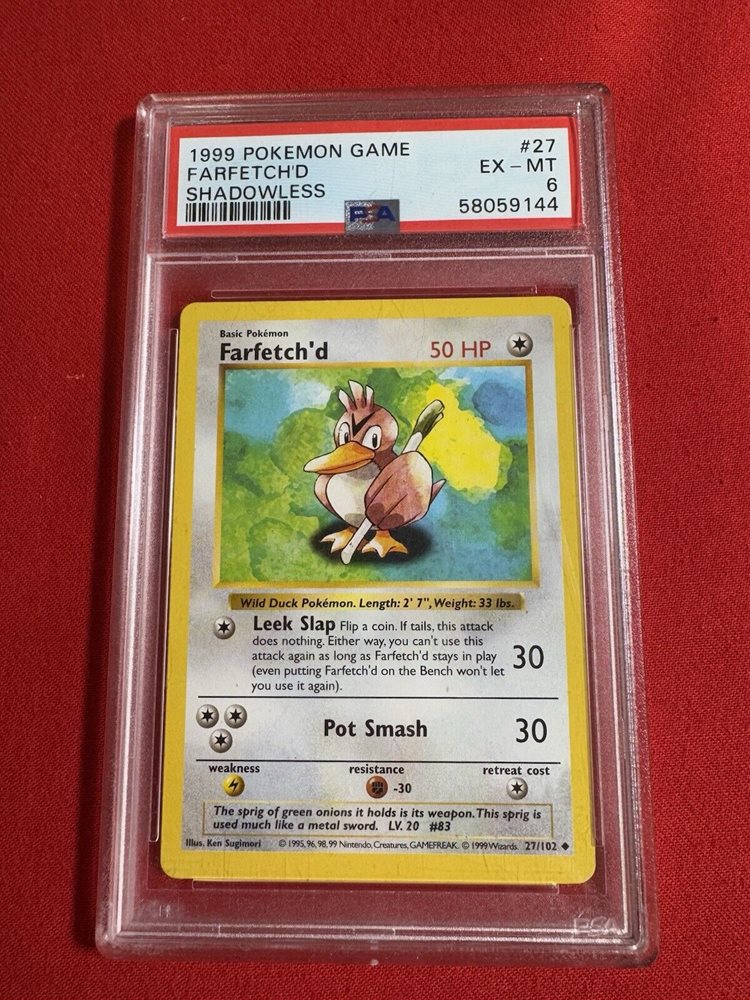 1999 POKEMON GAME #27
FARFETCH'D EX - MT
SHADOWLESS 6
PSA 58059144
Basic Pokémon
Farfetch'd 50 HP
Wild Duck Pokémon. Length: 2' 7", Weight: 33 lbs.
Leek Slap Flip a coin. If tails, this attack
does nothing. Either way, you can't use this
attack again as long as Farfetch'd stays in play
(even putting Farfetch'd on the Bench won't let
you use it again).
30
Pot Smash 30
weakness resistance retreat cost
-30
The sprig of green onions it holds is its weapon. This sprig is
used much like a metal sword. LV. 20 #83
Illus. Ken Sugimori © 1995, 96, 98, 99 Nintendo, Creatures, GAMEFREAK. © 1999 Wizards. 27/102
PSA